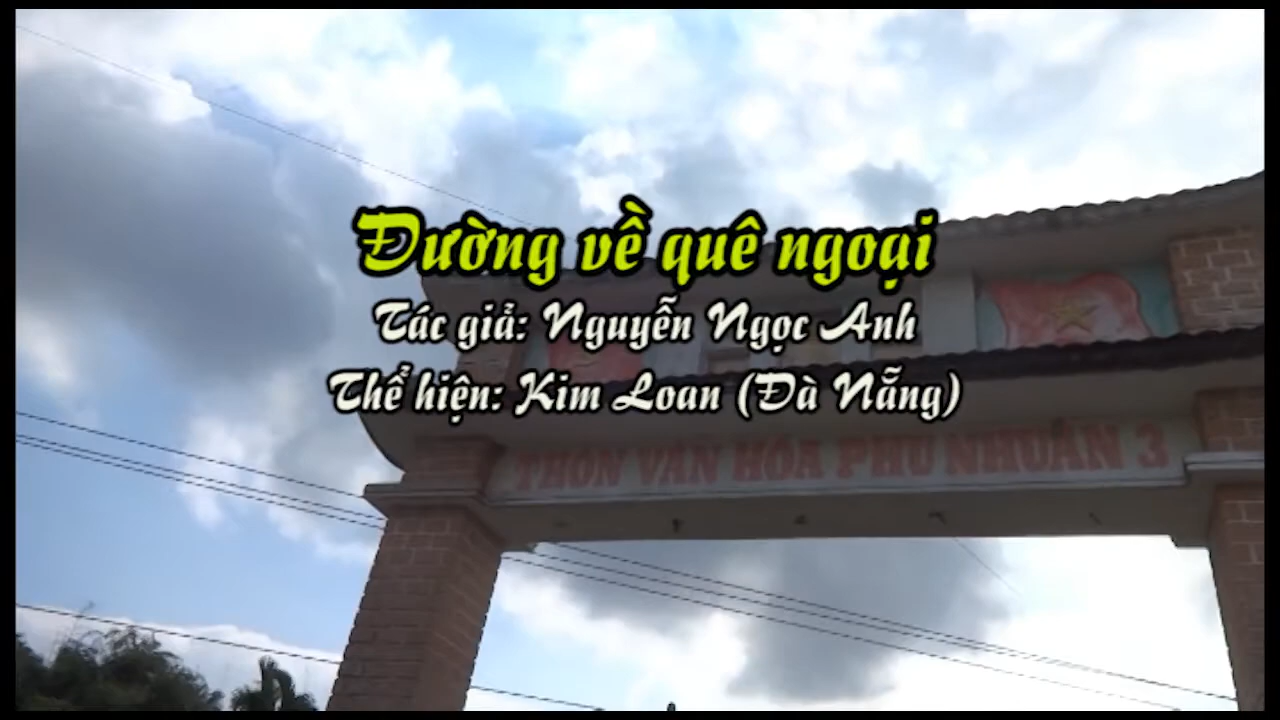 Đường về quê ngoại
Tác giả: Nguyễn Ngọc Anh
Thể hiện: Kim Loan (Đà Nẵng)
THÔN VĂN HÓA PHÚ NHUẬN 3